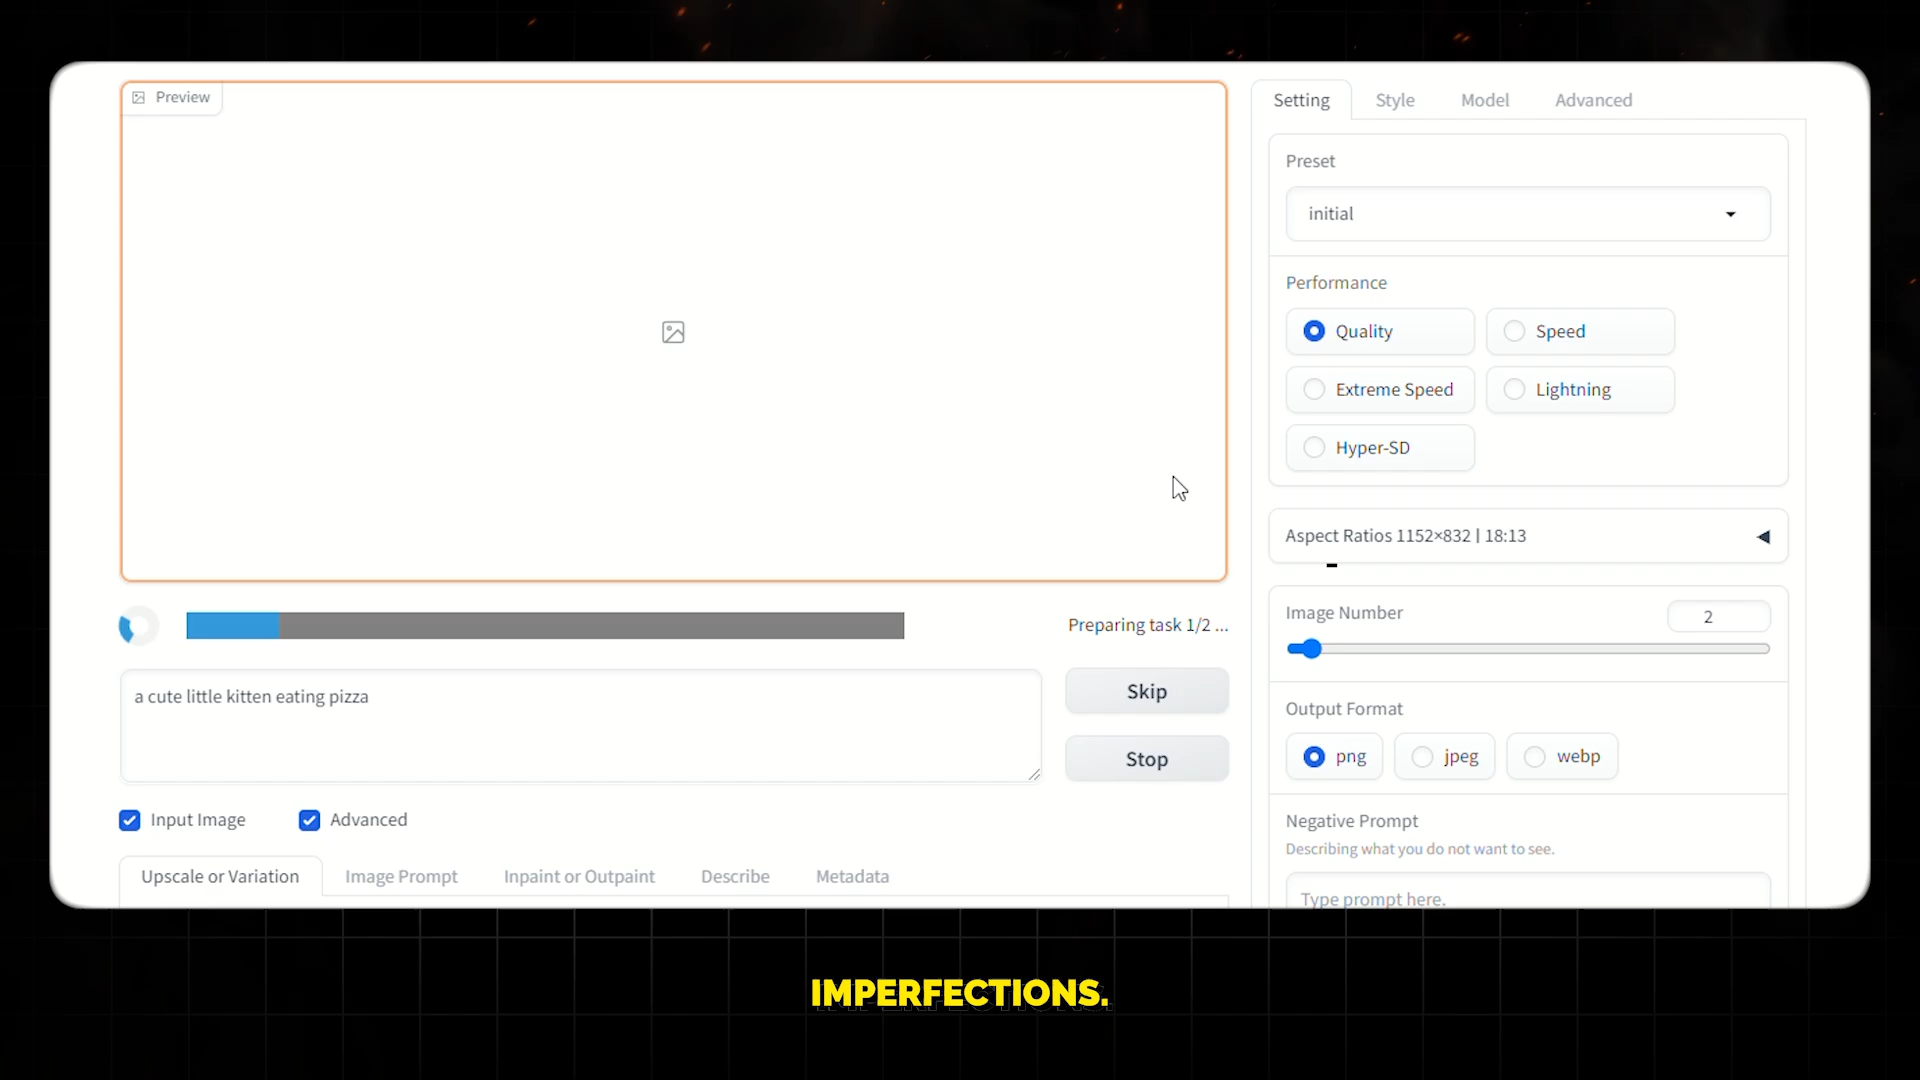 Preview
Setting
Style
Model
Advanced
Preset
initial
Performance
Quality
Speed
Extreme Speed
Lightning
Hyper-SD
Aspect Ratios 1152×832 | 18:13
Preparing task 1/2 ...
Image Number
2
a cute little kitten eating pizza
Skip
Stop
Output Format
png
jpeg
webp
Input Image
Advanced
Negative Prompt
Describing what you do not want to see.
Type prompt here.
Upscale or Variation
Image Prompt
Inpaint or Outpaint
Describe
Metadata
IMPERFECTIONS.